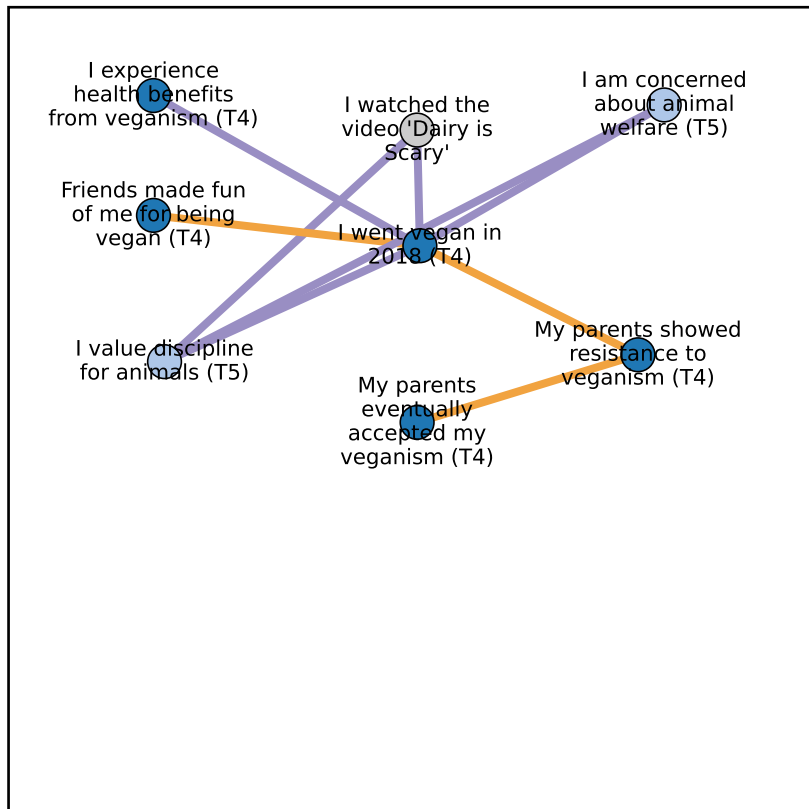 I experience
health benefits
from veganism (T4)
I watched the
video 'Dairy is
Scary'
I am concerned
about animal
welfare (T5)
Friends made fun
of me for being
vegan (T4)
I went vegan in
2018 (T4)
I value discipline
for animals (T5)
My parents showed
resistance to
veganism (T4)
My parents
eventually
accepted my
veganism (T4)